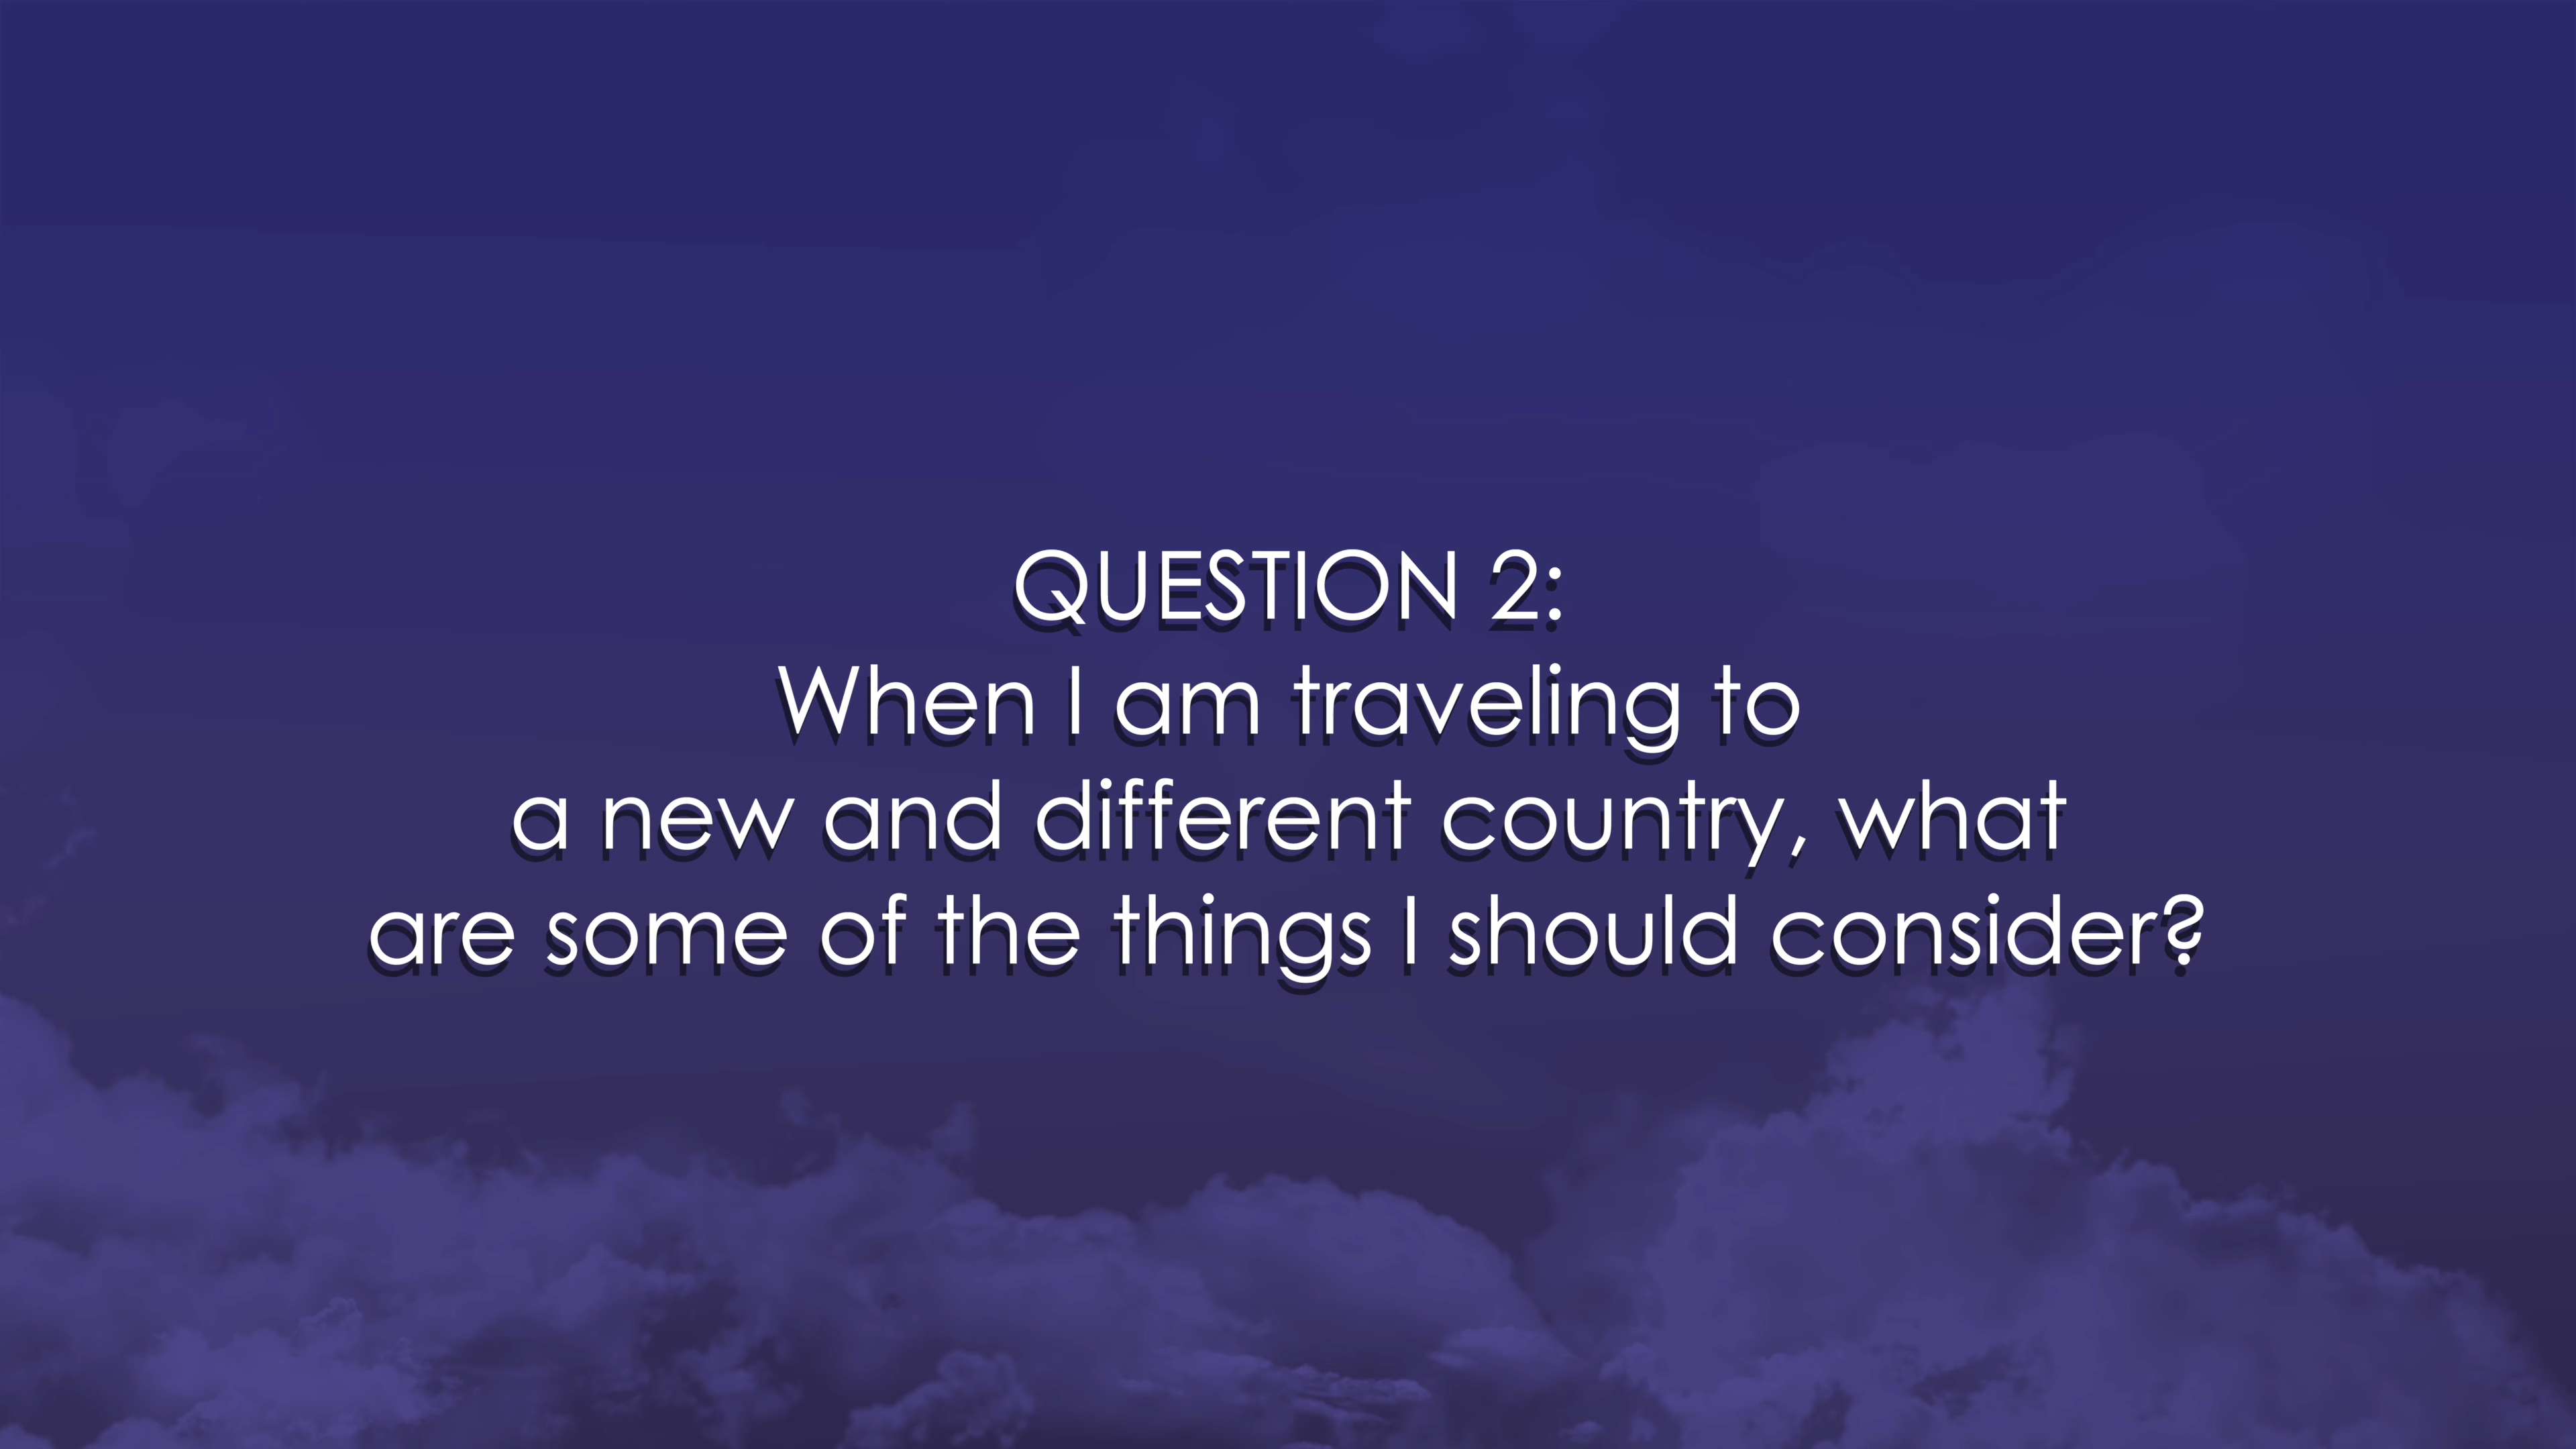 QUESTION 2:
When I am traveling to
a new and different country, what
are some of the things I should consider?